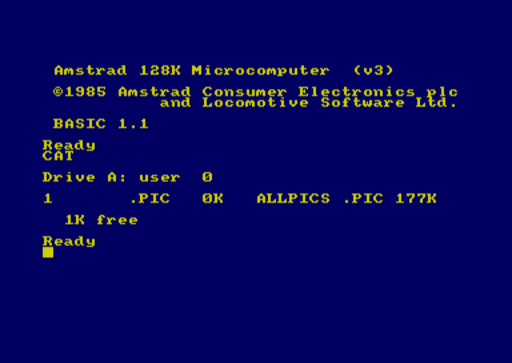 Amstrad 128K Microcomputer  (v3)
©1985 Amstrad Consumer Electronics plc
and Locomotive Software Ltd.
BASIC 1.1
Ready
CAT
Drive A: user  0
1       .PIC   0K   ALLPICS .PIC 177K
1K free
Ready